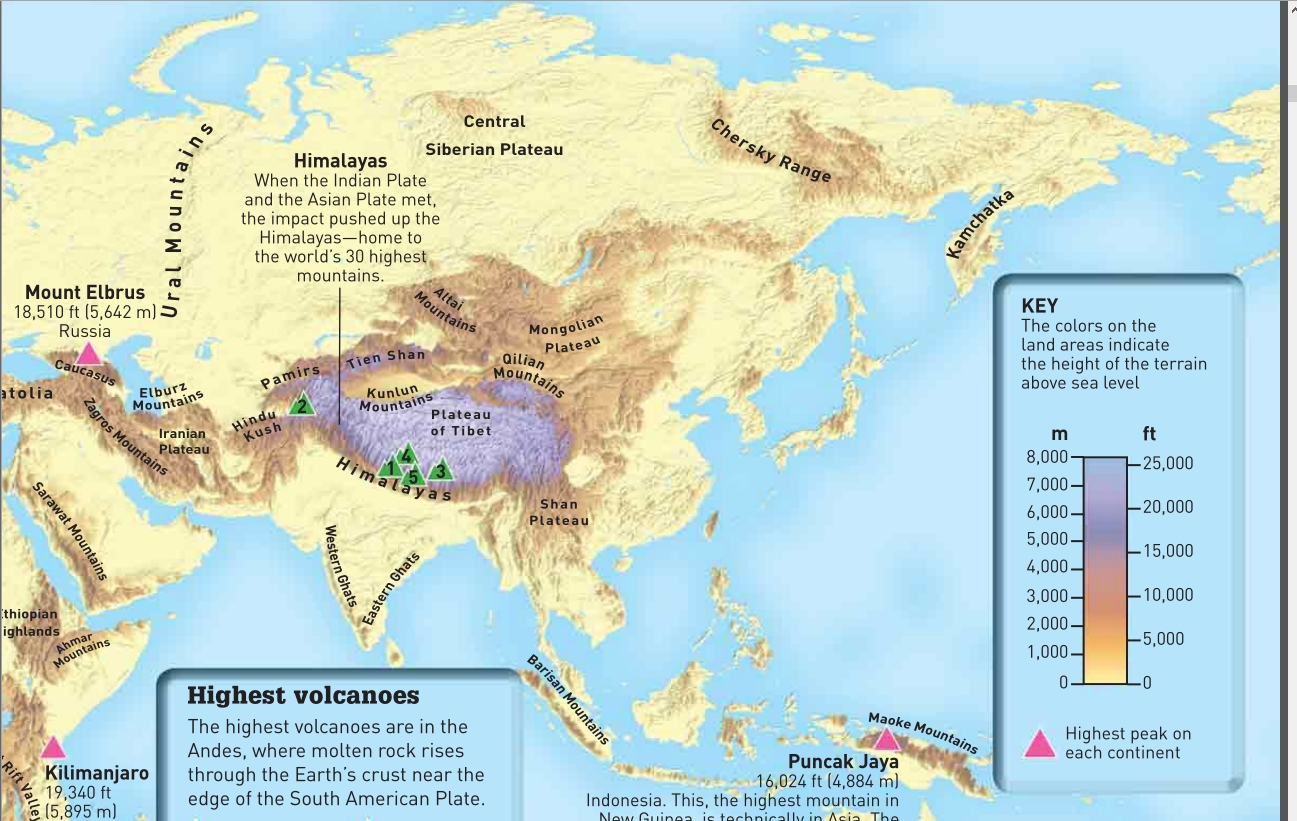 Central
Siberian Plateau
Chersky Range
Kamchatka
Ural Mountains
Himalayas
When the Indian Plate
and the Asian Plate met,
the impact pushed up the
Himalayas—home to
the world's 30 highest
mountains.
Mount Elbrus
18,510 ft (5,642 m)
Russia
Caucasus
atolia
Elburz
Mountains
Zagros Mountains
Iranian
Plateau
Hindu
Kush
Pamirs
Tien Shan
Altai
Mountains
Mongolian
Plateau
Qilian
Mountains
Kunlun
Mountains
Plateau
of Tibet
2
1
4
5
3
Himalayas
Shan
Plateau
Sarawat Mountains
Western Ghats
Eastern Ghats
thiopian
ighlands
Ahmar
Mountains
Barisan Mountains
Maoke Mountains
Puncak Jaya
16,024 ft (4,884 m)
Indonesia. This, the highest mountain in
New Guinea, is technically in Asia. The
Kilimanjaro
19,340 ft
(5,895 m)
Rift Valley
Highest volcanoes
The highest volcanoes are in the
Andes, where molten rock rises
through the Earth's crust near the
edge of the South American Plate.
KEY
The colors on the
land areas indicate
the height of the terrain
above sea level
m ft
8,000 25,000
7,000
6,000 20,000
5,000 15,000
4,000
3,000 10,000
2,000 5,000
1,000
0 0
Highest peak on
each continent